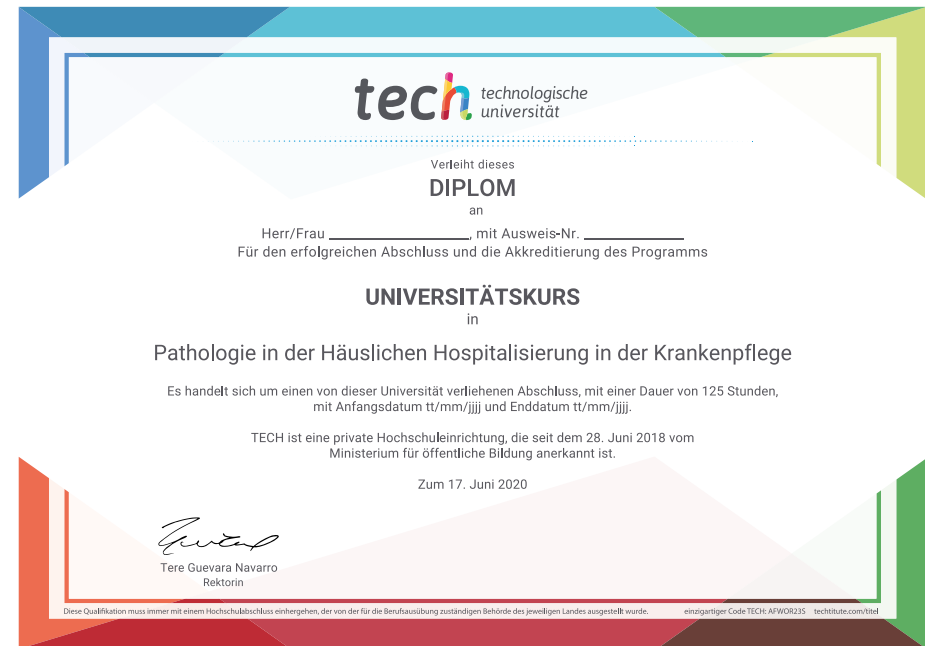 tech technologische
universität
Verleiht dieses
DIPLOM
an
Herr/Frau ____________________, mit Ausweis-Nr. ______________
Für den erfolgreichen Abschluss und die Akkreditierung des Programms
UNIVERSITÄTSKURS
in
Pathologie in der Häuslichen Hospitalisierung in der Krankenpflege
Es handelt sich um einen von dieser Universität verliehenen Abschluss, mit einer Dauer von 125 Stunden,
mit Anfangsdatum tt/mm/jjjj und Enddatum tt/mm/jjjj.
TECH ist eine private Hochschuleinrichtung, die seit dem 28. Juni 2018 vom
Ministerium für öffentliche Bildung anerkannt ist.
Zum 17. Juni 2020
Tere Guevara Navarro
Rektorin
Diese Qualifikation muss immer mit einem Hochschulabschluss einhergehen, der von der für die Berufsausübung zuständigen Behörde des jeweiligen Landes ausgestellt wurde. einzigartiger Code TECH: AFWOR23S techtitute.com/titel